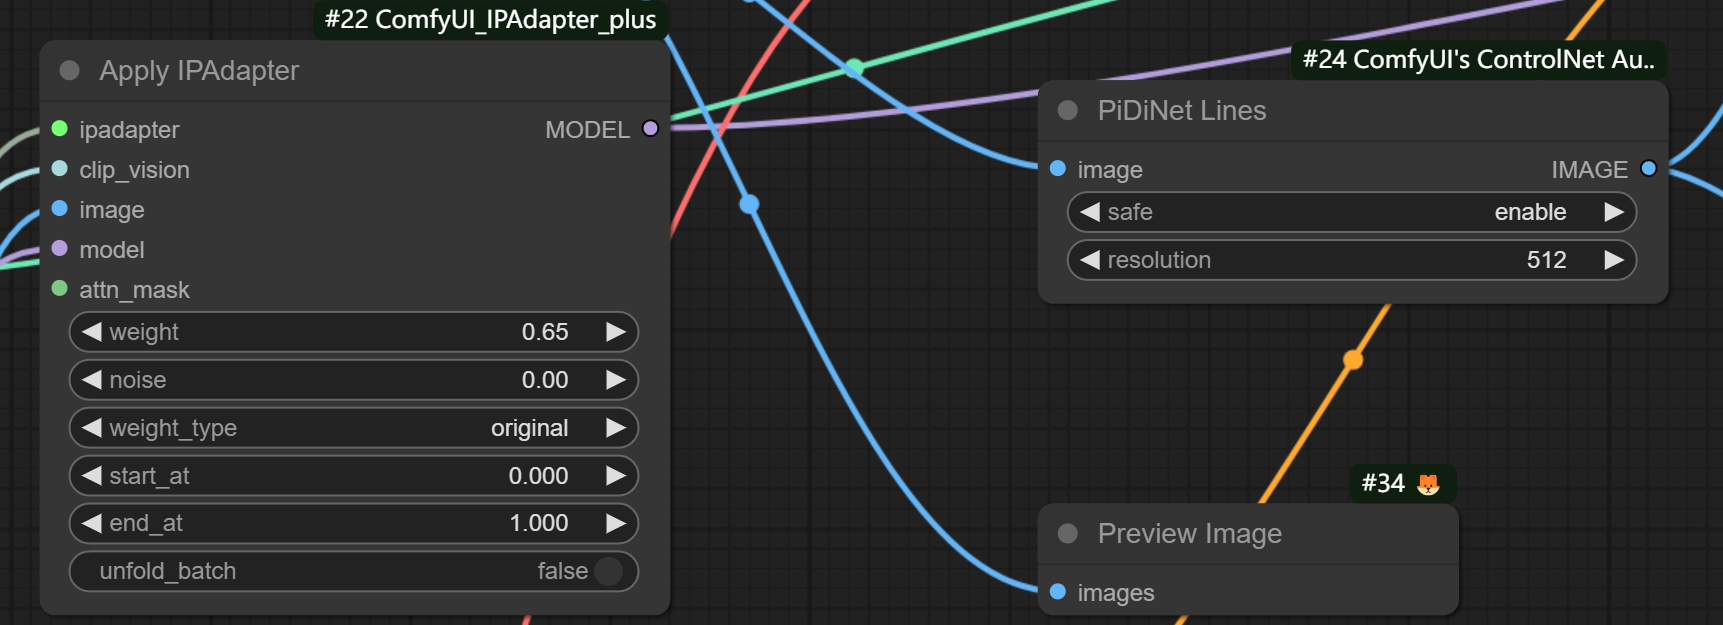 #22 ComfyUI_IPAdapter_plus
Apply IPAdapter
ipadapter
MODEL
clip_vision
image
model
attn_mask
weight 0.65
noise 0.00
weight_type original
start_at 0.000
end_at 1.000
unfold_batch false
#24 ComfyUI's ControlNet Au..
PiDiNet Lines
image IMAGE
safe enable
resolution 512
#34 🦊
Preview Image
images